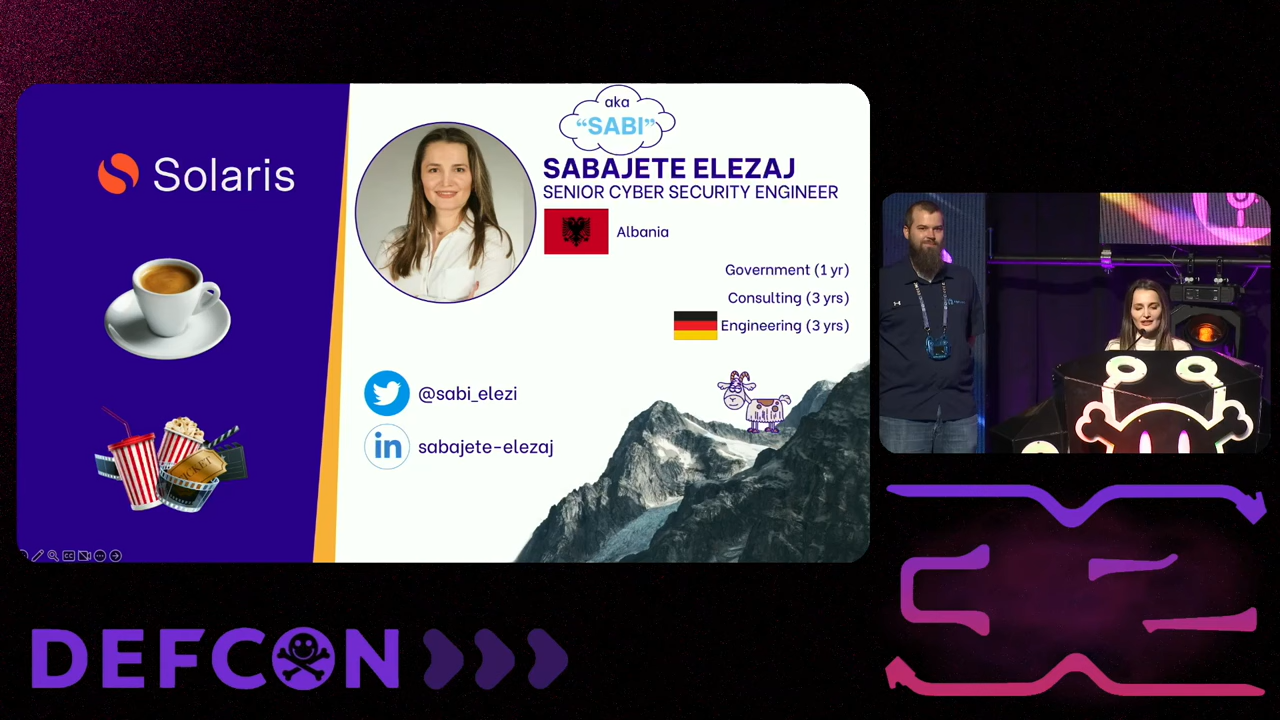 Solaris
aka
“SABI”
SABAJETE ELEZAJ
SENIOR CYBER SECURITY ENGINEER
Albania
Government (1 yr)
Consulting (3 yrs)
Engineering (3 yrs)
@sabi_elezi
in
sabajete-elezaj
DEFCON